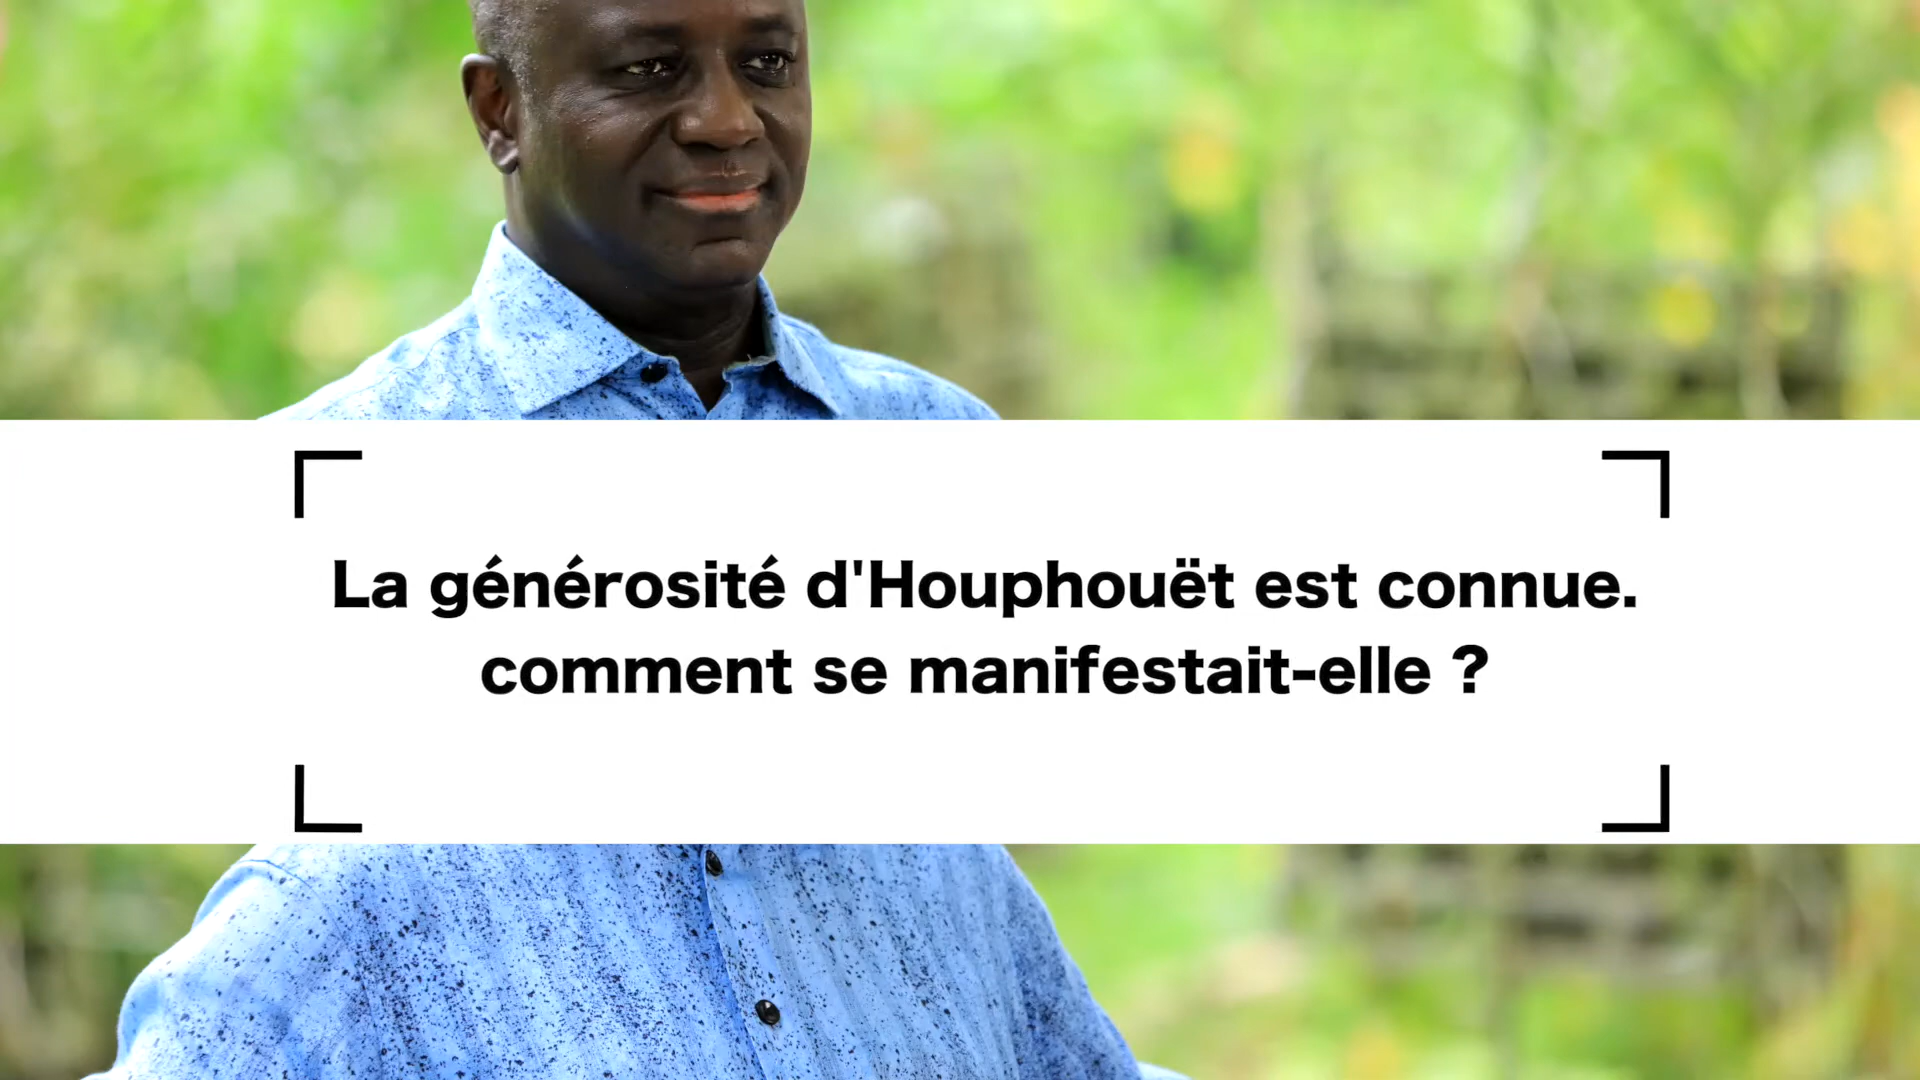 La générosité d'Houphouët est connue.
comment se manifestait-elle ?